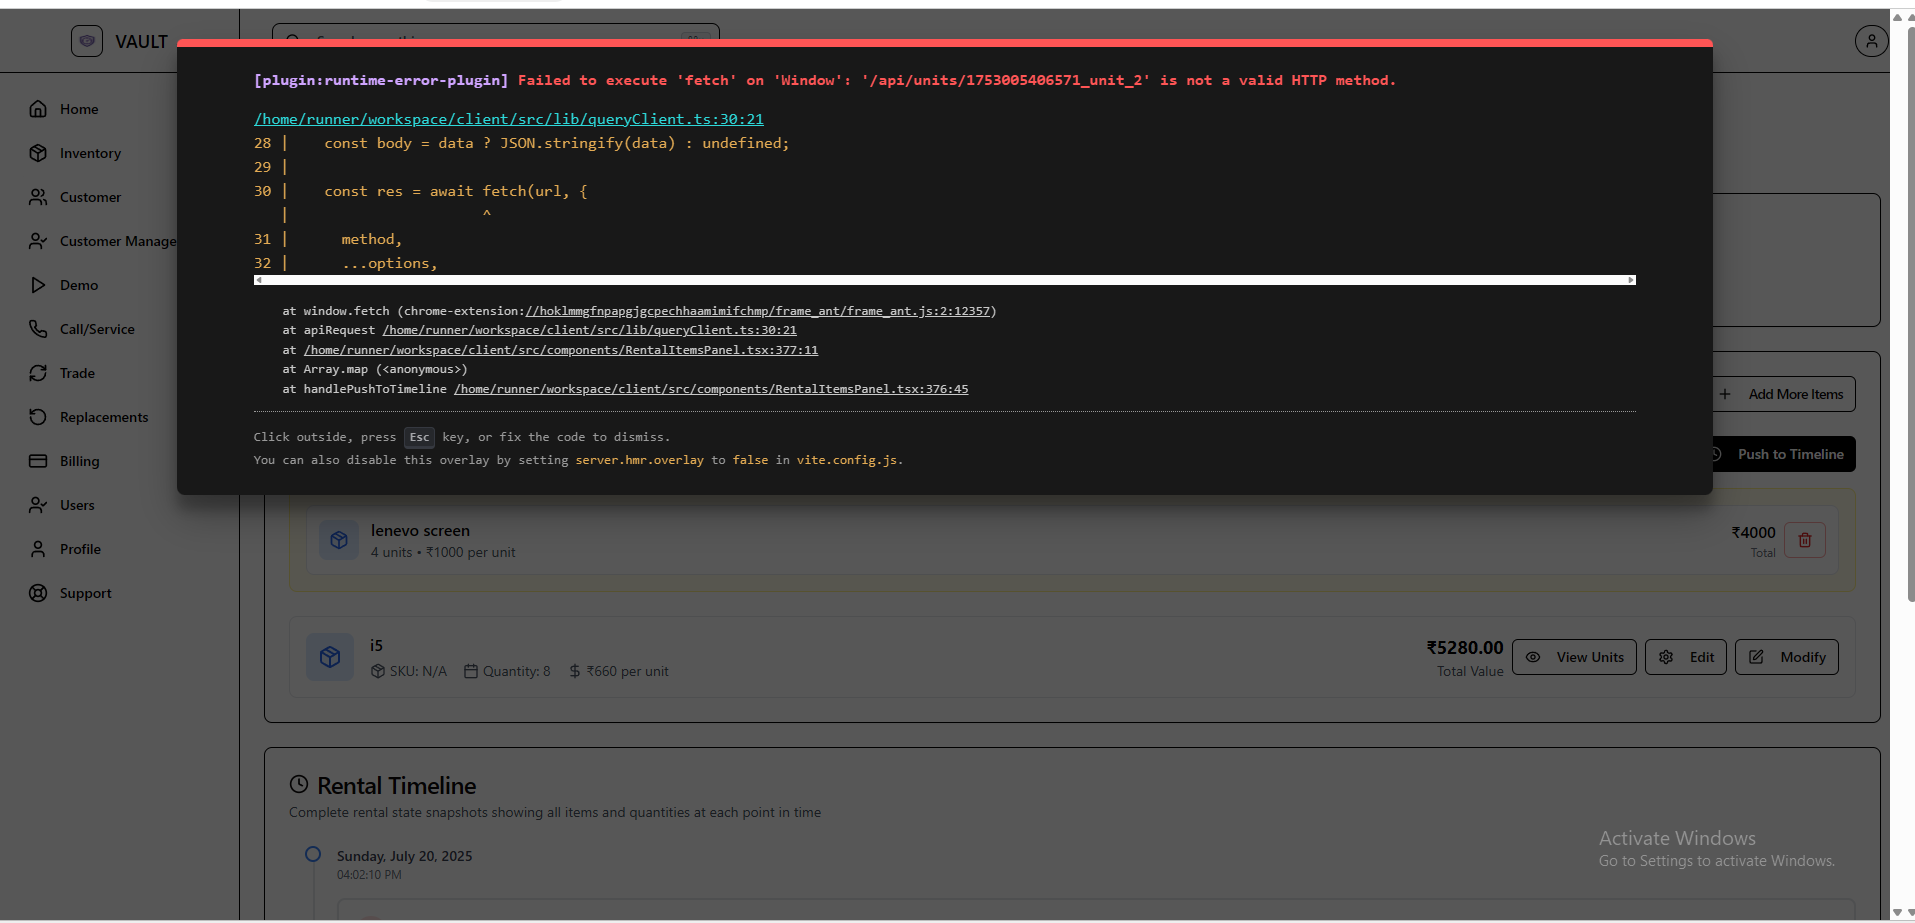 VAULT
[plugin:runtime-error-plugin] Failed to execute 'fetch' on 'Window': '/api/units/1753005406571_unit_2' is not a valid HTTP method.
/home/runner/workspace/client/src/lib/queryClient.ts:30:21
28 |    const body = data ? JSON.stringify(data) : undefined;
29 |
30 |    const res = await fetch(url, {
   |                      ^
31 |      method,
32 |      ...options,
at window.fetch (chrome-extension://hoklmmgfnpapgjgcpechhaamimifchmp/frame_ant/frame_ant.js:2:12357)
at apiRequest /home/runner/workspace/client/src/lib/queryClient.ts:30:21
at /home/runner/workspace/client/src/components/RentalItemsPanel.tsx:377:11
at Array.map (<anonymous>)
at handlePushToTimeline /home/runner/workspace/client/src/components/RentalItemsPanel.tsx:376:45
Click outside, press Esc key, or fix the code to dismiss.
You can also disable this overlay by setting server.hmr.overlay to false in vite.config.js.
Home
Inventory
Customer
Customer Manage
Demo
Call/Service
Trade
Replacements
Billing
Users
Profile
Support
Add More Items
Push to Timeline
lenevo screen
4 units • ₹1000 per unit
₹4000
Total
i5
SKU: N/A Quantity: 8 ₹660 per unit
₹5280.00
Total Value
View Units
Edit
Modify
Rental Timeline
Complete rental state snapshots showing all items and quantities at each point in time
Sunday, July 20, 2025
04:02:10 PM
Activate Windows
Go to Settings to activate Windows.